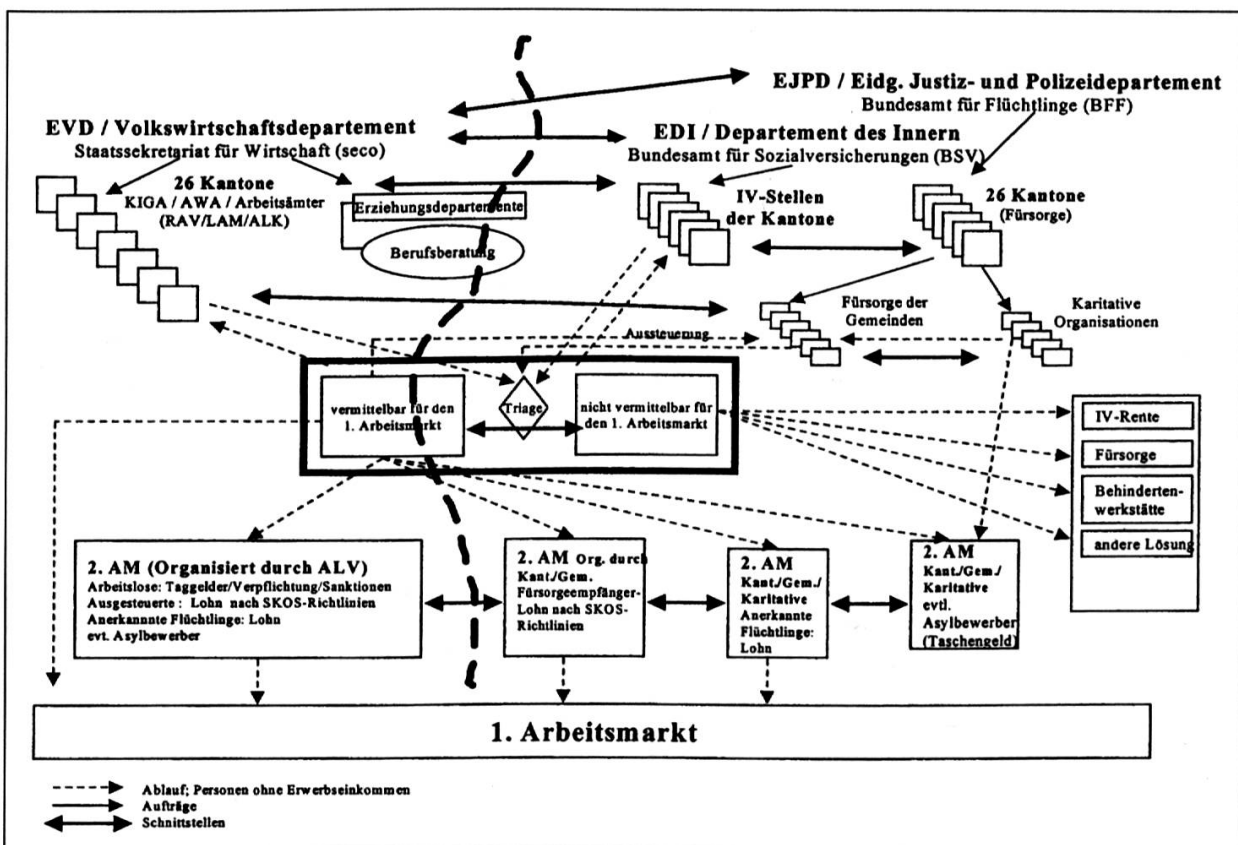 EJPD / Eidg. Justiz- und Polizeidepartement
Bundesamt für Flüchtlinge (BFF)
EVD / Volkswirtschaftsdepartement
Staatssekretariat für Wirtschaft (seco)
EDI / Departement des Innern
Bundesamt für Sozialversicherungen (BSV)
26 Kantone
KIGA / AWA / Arbeitsämter
(RAV/LAM/ALK)
Erziehungsdepartemente
Berufsberatung
IV-Stellen
der Kantone
26 Kantone
(Fürsorge)
Fürsorge der
Gemeinden
Karitative
Organisationen
Aussteuerung
vermittelbar für den
1. Arbeitsmarkt
Triage
nicht vermittelbar für
den 1. Arbeitsmarkt
IV-Rente
Fürsorge
Behinderten-
werkstätte
andere Lösung
2. AM (Organisiert durch ALV)
Arbeitslose: Taggelder/Verpflichtung/Sanktionen
Ausgesteuerte : Lohn nach SKOS-Richtlinien
Anerkannnte Flüchtlinge: Lohn
evt. Asylbewerber
2. AM Org. durch
Kant./Gem.
Fürsorgeempfänger-
Lohn nach SKOS-
Richtlinien
2. AM
Kant./Gem./
Karitative
Anerkannte
Flüchtlinge:
Lohn
2. AM
Kant./Gem./
Karitative
evtl.
Asylbewerber
(Taschengeld)
1. Arbeitsmarkt
Ablauf; Personen ohne Erwerbseinkommen
Aufträge
Schnittstellen